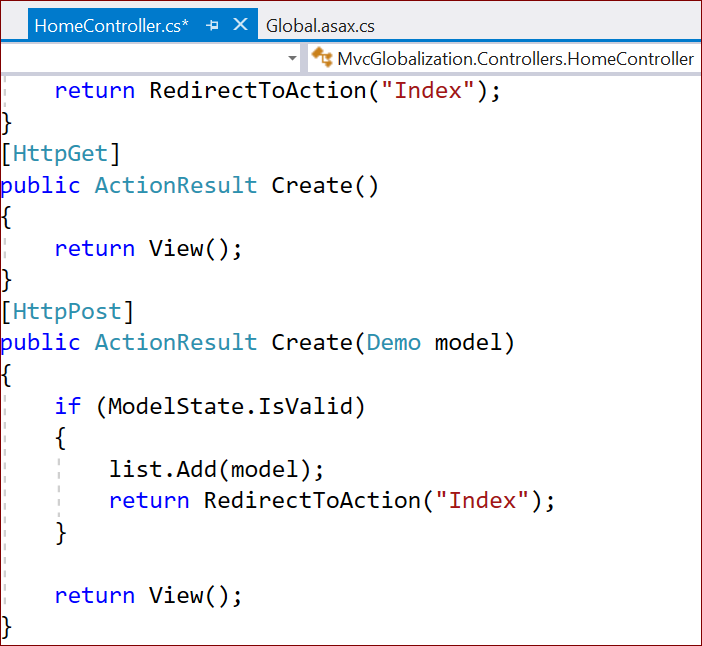 HomeController.cs*
Global.asax.cs
MvcGlobalization.Controllers.HomeController
return RedirectToAction("Index");
}
[HttpGet]
public ActionResult Create()
{
return View();
}
[HttpPost]
public ActionResult Create(Demo model)
{
if (ModelState.IsValid)
{
list.Add(model);
return RedirectToAction("Index");
}
return View();
}